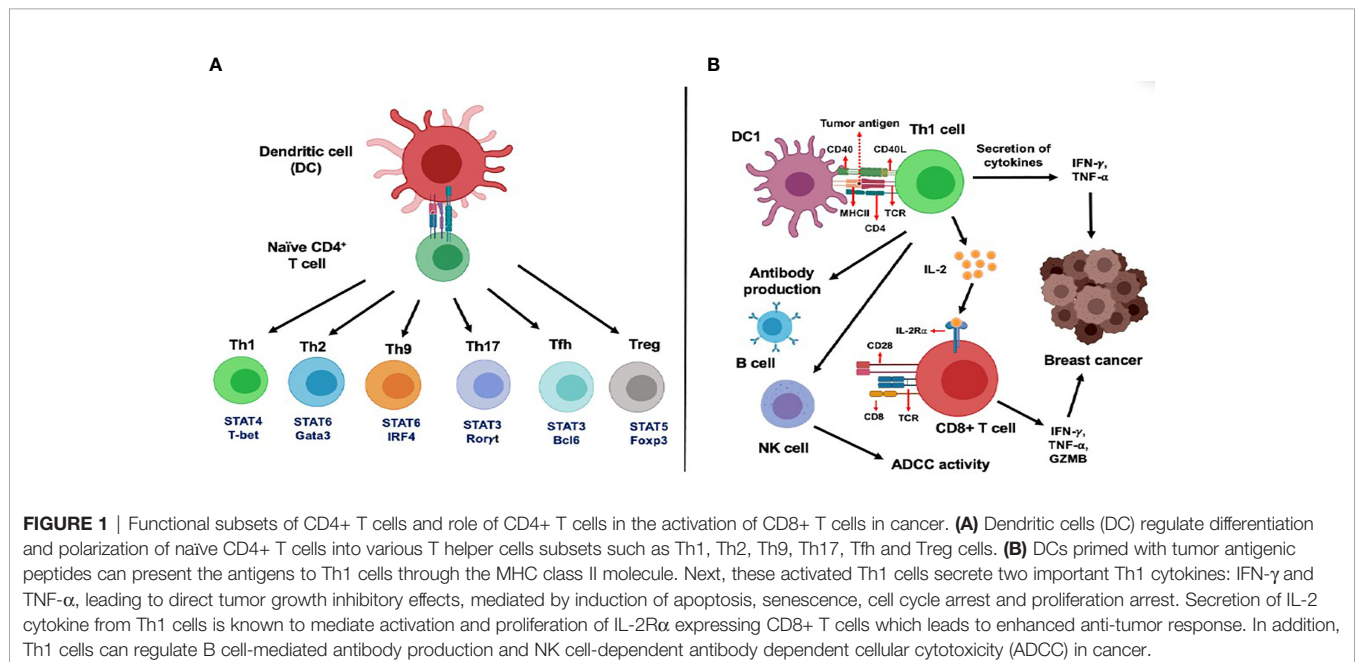 A
Dendritic cell
(DC)
Naïve CD4⁺
T cell
Th1 Th2 Th9 Th17 Tfh Treg
STAT4 STAT6 STAT6 STAT3 STAT3 STAT5
T-bet Gata3 IRF4 Rorγt Bcl6 Foxp3
B
DC1
Tumor antigen
Th1 cell
CD40
CD40L
MHCII
TCR
CD4
Secretion of
cytokines
IFN-γ,
TNF-α
IL-2
Antibody
production
B cell
NK cell
ADCC activity
IL-2Rα
CD28
CD8
TCR
CD8+ T cell
IFN-γ,
TNF-α,
GZMB
Breast cancer
FIGURE 1 | Functional subsets of CD4+ T cells and role of CD4+ T cells in the activation of CD8+ T cells in cancer. (A) Dendritic cells (DC) regulate differentiation
and polarization of naïve CD4+ T cells into various T helper cells subsets such as Th1, Th2, Th9, Th17, Tfh and Treg cells. (B) DCs primed with tumor antigenic
peptides can present the antigens to Th1 cells through the MHC class II molecule. Next, these activated Th1 cells secrete two important Th1 cytokines: IFN-γ and
TNF-α, leading to direct tumor growth inhibitory effects, mediated by induction of apoptosis, senescence, cell cycle arrest and proliferation arrest. Secretion of IL-2
cytokine from Th1 cells is known to mediate activation and proliferation of IL-2Rα expressing CD8+ T cells which leads to enhanced anti-tumor response. In addition,
Th1 cells can regulate B cell-mediated antibody production and NK cell-dependent antibody dependent cellular cytotoxicity (ADCC) in cancer.